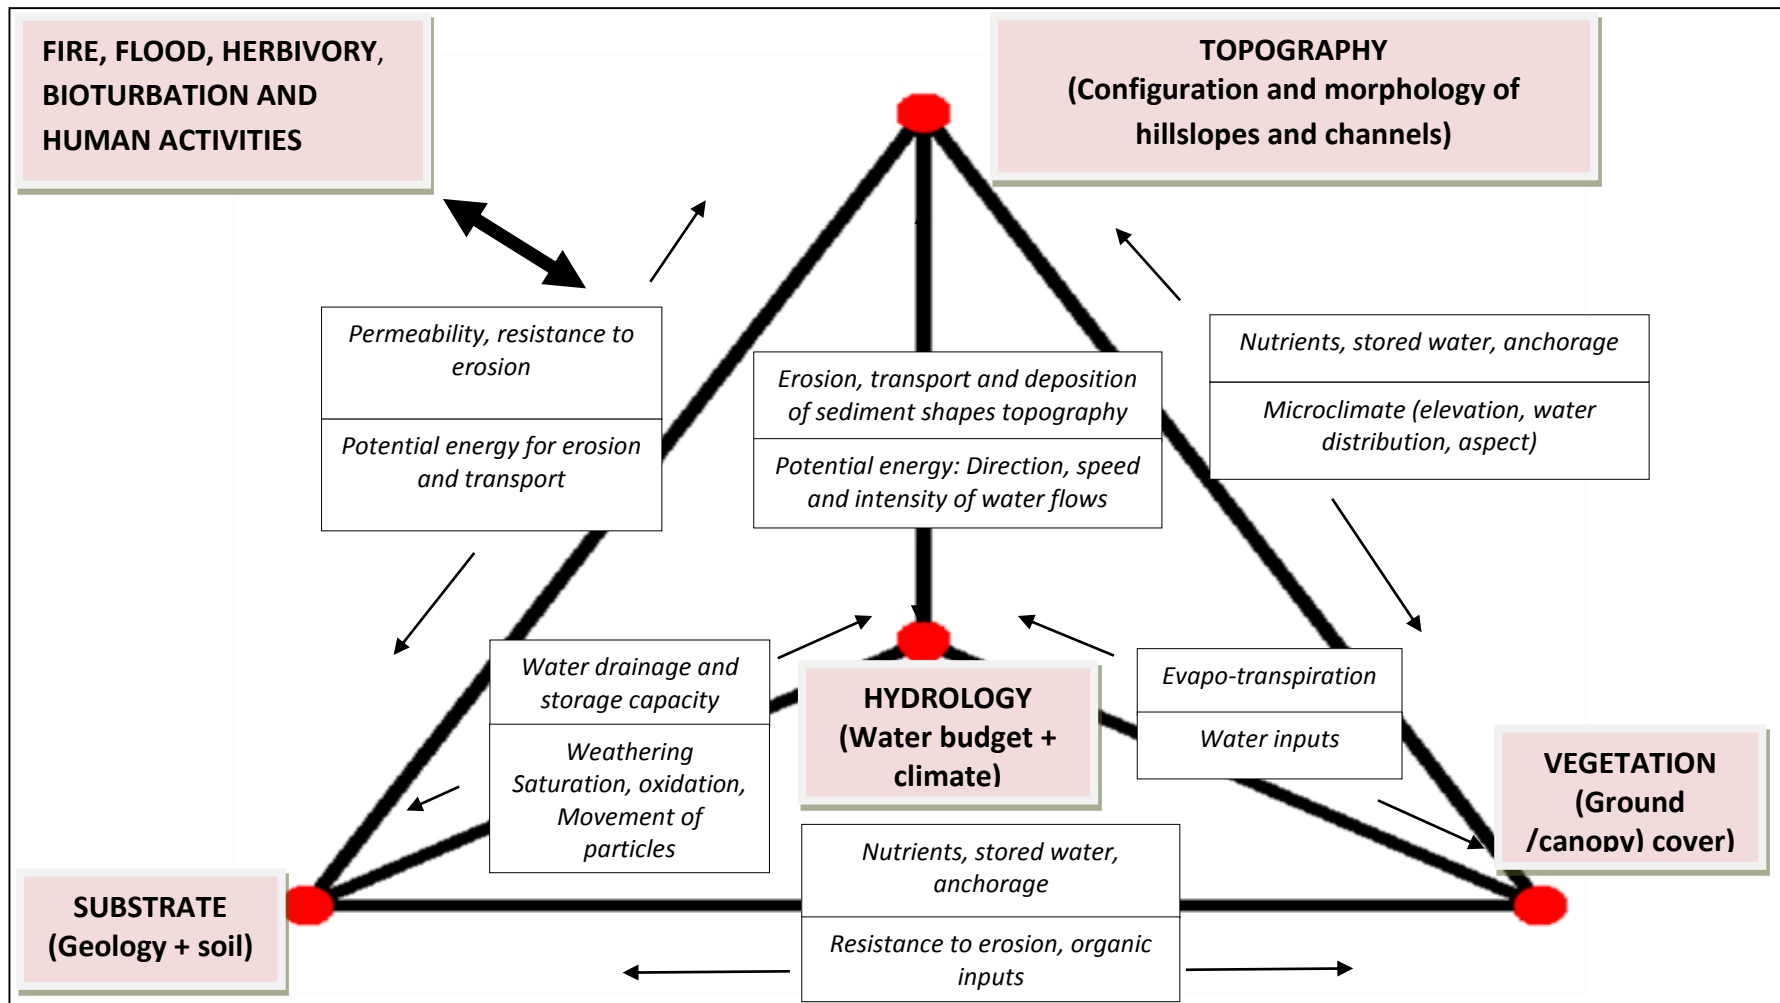 FIRE, FLOOD, HERBIVORY,
BIOTURBATION AND
HUMAN ACTIVITIES
TOPOGRAPHY
(Configuration and morphology of
hillslopes and channels)
Permeability, resistance to
erosion
Potential energy for erosion
and transport
Erosion, transport and deposition
of sediment shapes topography
Potential energy: Direction, speed
and intensity of water flows
Nutrients, stored water, anchorage
Microclimate (elevation, water
distribution, aspect)
Water drainage and
storage capacity
Weathering
Saturation, oxidation,
Movement of
particles
HYDROLOGY
(Water budget +
climate)
Evapo-transpiration
Water inputs
VEGETATION
(Ground
/canopy) cover)
SUBSTRATE
(Geology + soil)
Nutrients, stored water,
anchorage
Resistance to erosion, organic
inputs